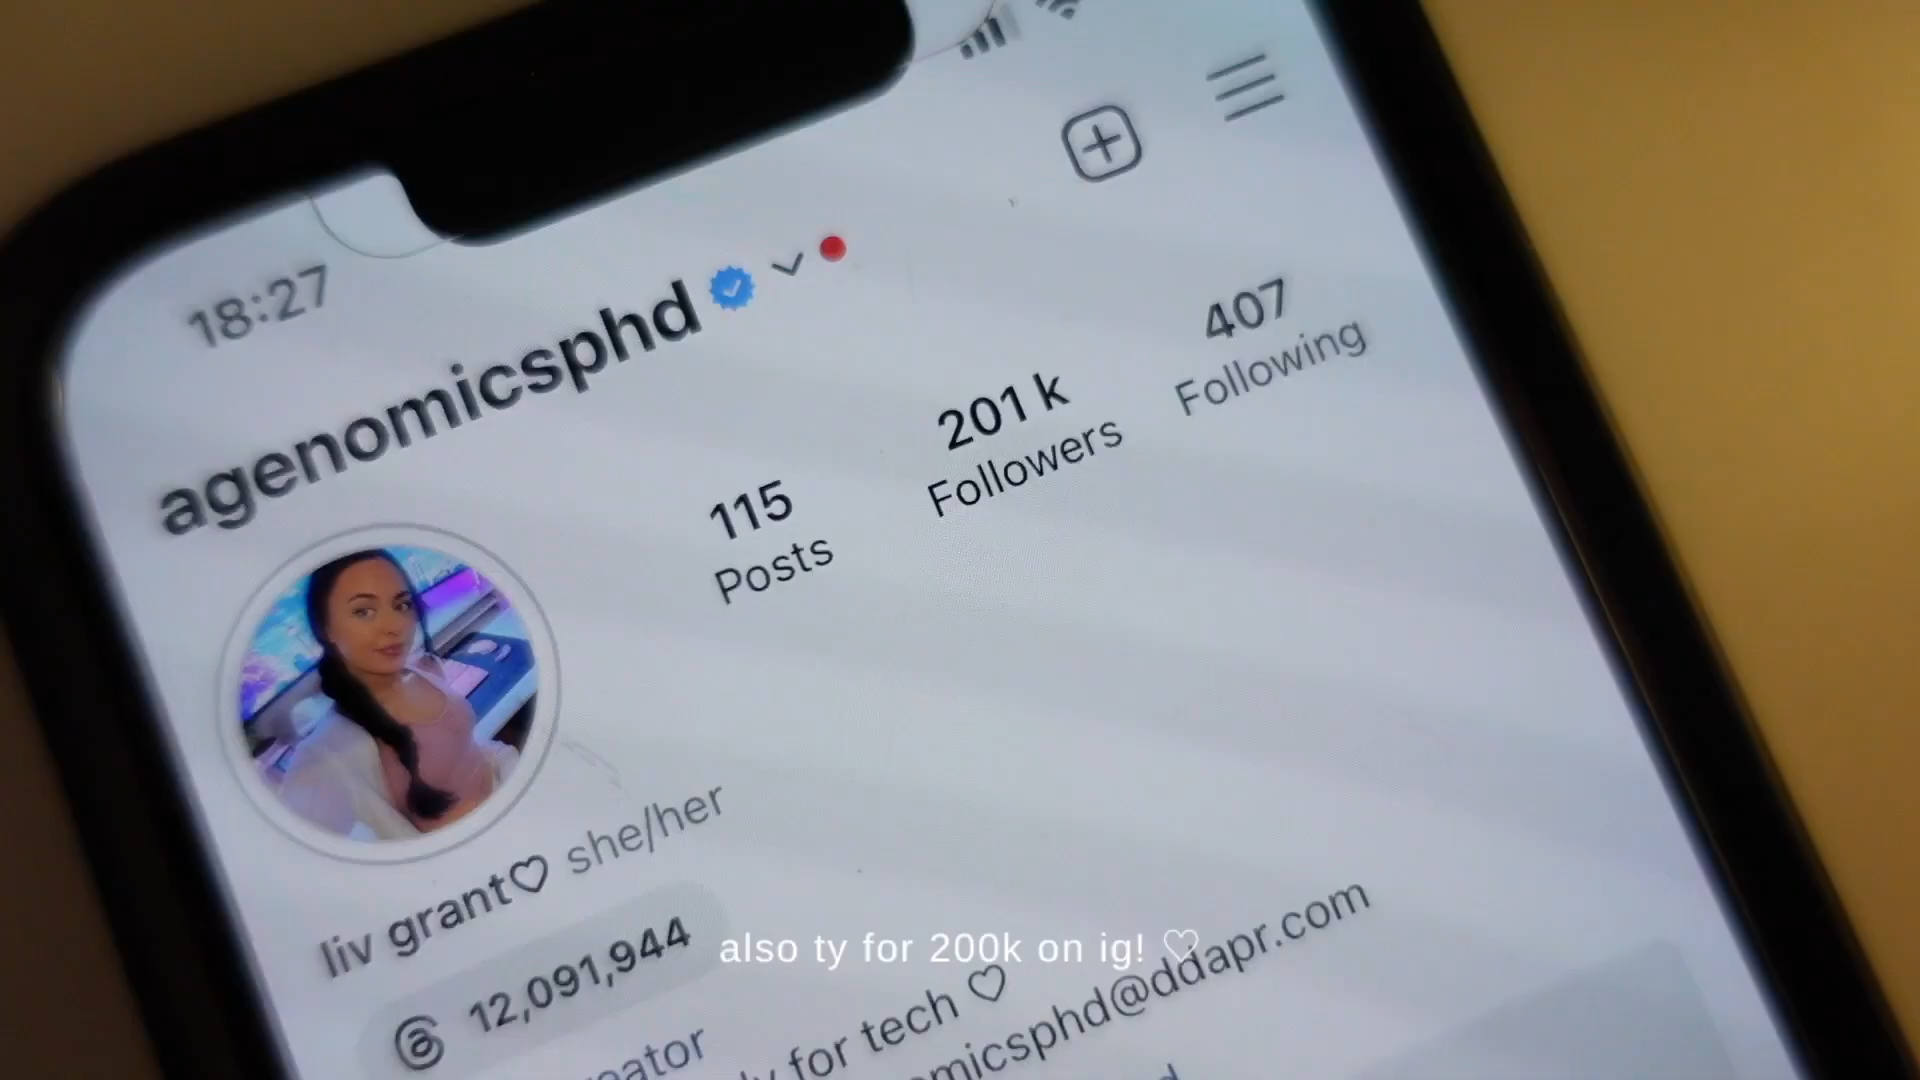 18:27
agenomicsphd
115
Posts
201 k
Followers
407
Following
liv grant♡ she/her
12,091,944
also ty for 200k on ig! ♡
for tech ♡
micsphd@ddapr.com